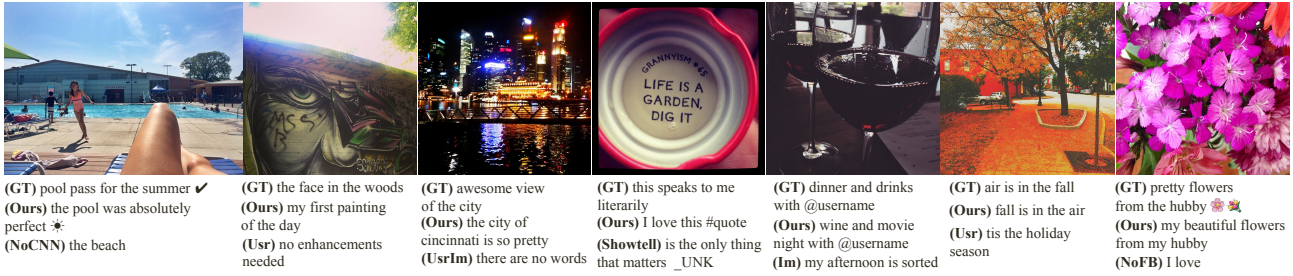 GRANNYISM #45
LIFE IS A
GARDEN,
DIG IT
(GT) pool pass for the summer ✔
(Ours) the pool was absolutely
perfect ☀
(NoCNN) the beach
(GT) the face in the woods
(Ours) my first painting
of the day
(Usr) no enhancements
needed
(GT) awesome view
of the city
(Ours) the city of
cincinnati is so pretty
(UsrIm) there are no words
(GT) this speaks to me
literarily
(Ours) I love this #quote
(Showtell) is the only thing
that matters _UNK
(GT) dinner and drinks
with @username
(Ours) wine and movie
night with @username
(Im) my afternoon is sorted
(GT) air is in the fall
(Ours) fall is in the air
(Usr) tis the holiday
season
(GT) pretty flowers
from the hubby 🌸💐
(Ours) my beautiful flowers
from my hubby
(NoFB) I love